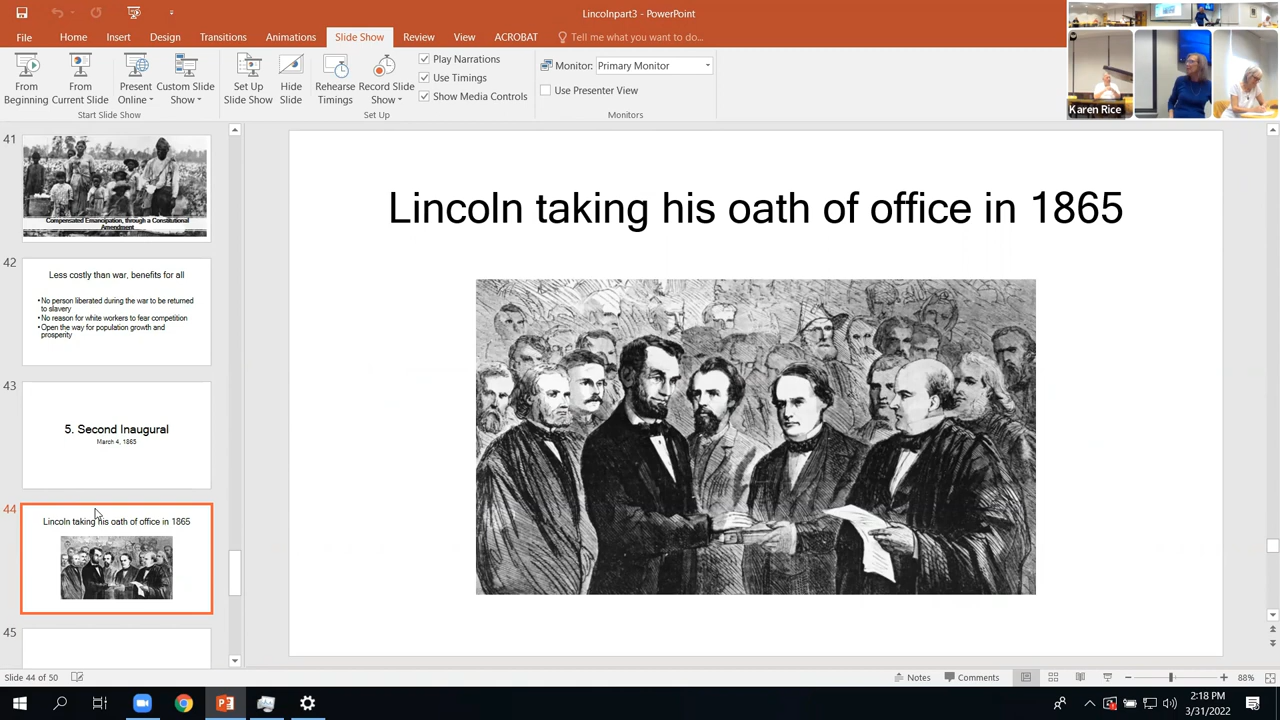 Lincolnpart3 - PowerPoint
File Home Insert Design Transitions Animations Slide Show Review View ACROBAT Tell me what you want to do...
From Beginning
From Current Slide
Present Online
Custom Slide Show
Start Slide Show
Set Up Slide Show
Hide Slide
Rehearse Timings
Record Slide Show
Play Narrations
Use Timings
Show Media Controls
Set Up
Monitor: Primary Monitor
Use Presenter View
Monitors
Karen Rice
41
Compensated Emancipation, through a Constitutional
Amendment
42
Less costly than war, benefits for all
•No person liberated during the war to be returned
to slavery
•No reason for white workers to fear competition
•Open the way for population growth and
prosperity
43
5. Second Inaugural
March 4, 1865
44
Lincoln taking his oath of office in 1865
45
Lincoln taking his oath of office in 1865
Slide 44 of 50
Notes
Comments
88%
2:18 PM
3/31/2022